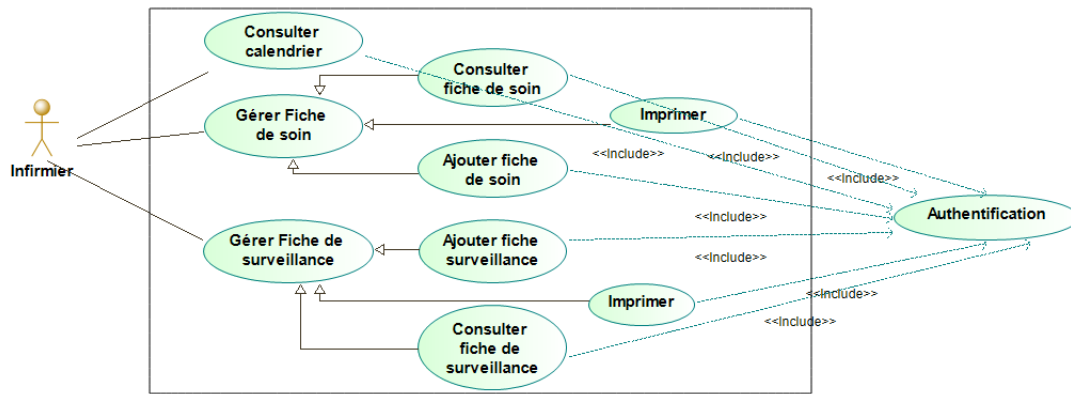 Consulter
calendrier
Consulter
fiche de soin
Imprimer
Gérer Fiche
de soin
Infirmier
<<Include>>
<<Include>>
<<Include>>
Ajouter fiche
de soin
Authentification
<<Include>>
Gérer Fiche de
surveillance
Ajouter fiche
surveillance
<<Include>>
Imprimer
<<Include>>
<<Include>>
Consulter
fiche de
surveillance